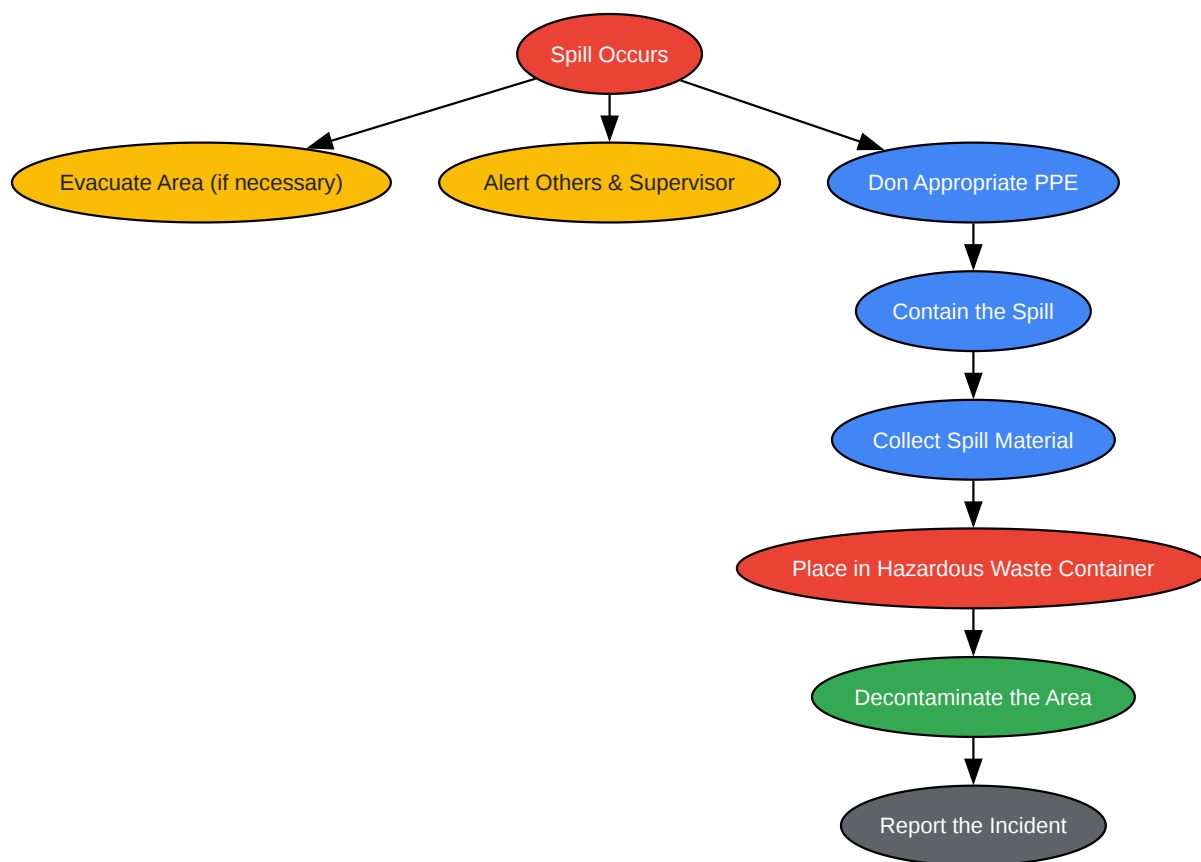 Spill Occurs
Evacuate Area (if necessary)
Alert Others & Supervisor
Don Appropriate PPE
Contain the Spill
Collect Spill Material
Place in Hazardous Waste Container
Decontaminate the Area
Report the Incident